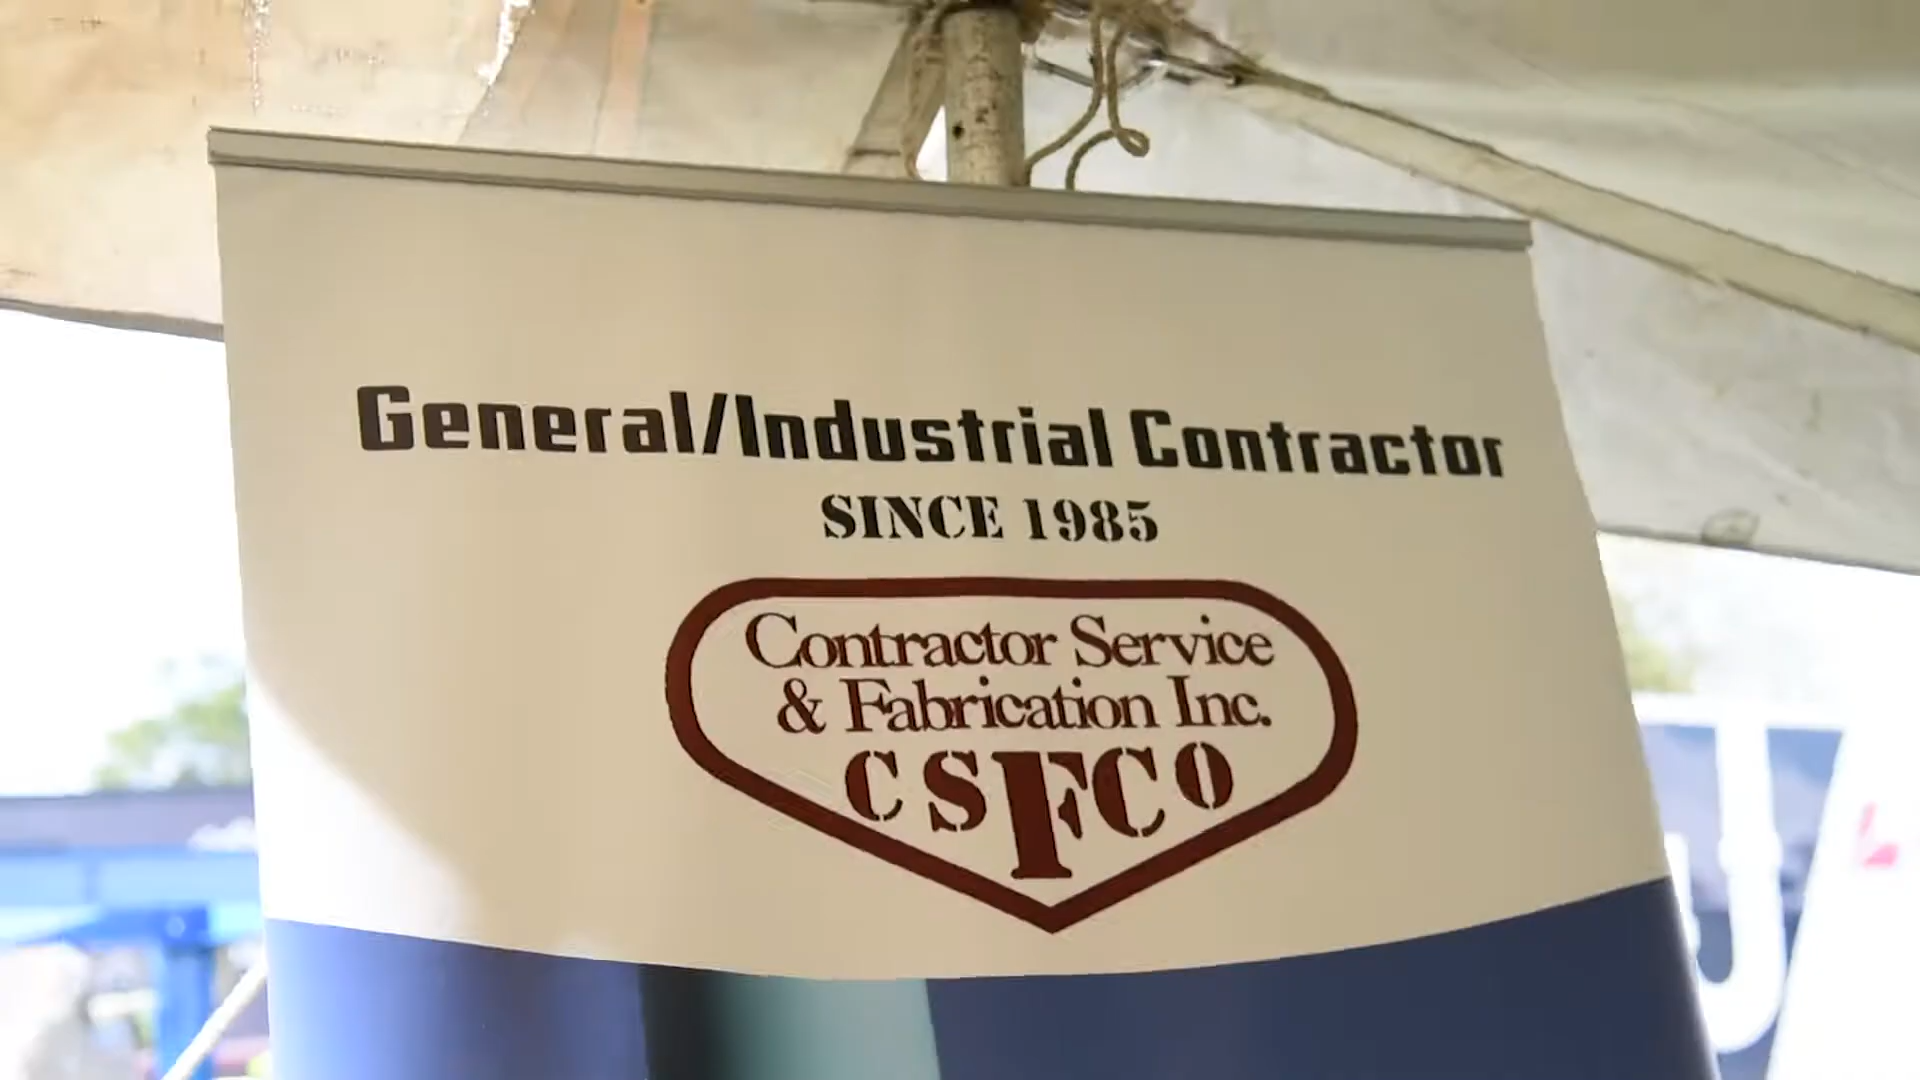 General/Industrial Contractor
SINCE 1985
Contractor Service
& Fabrication Inc.
CSFCO